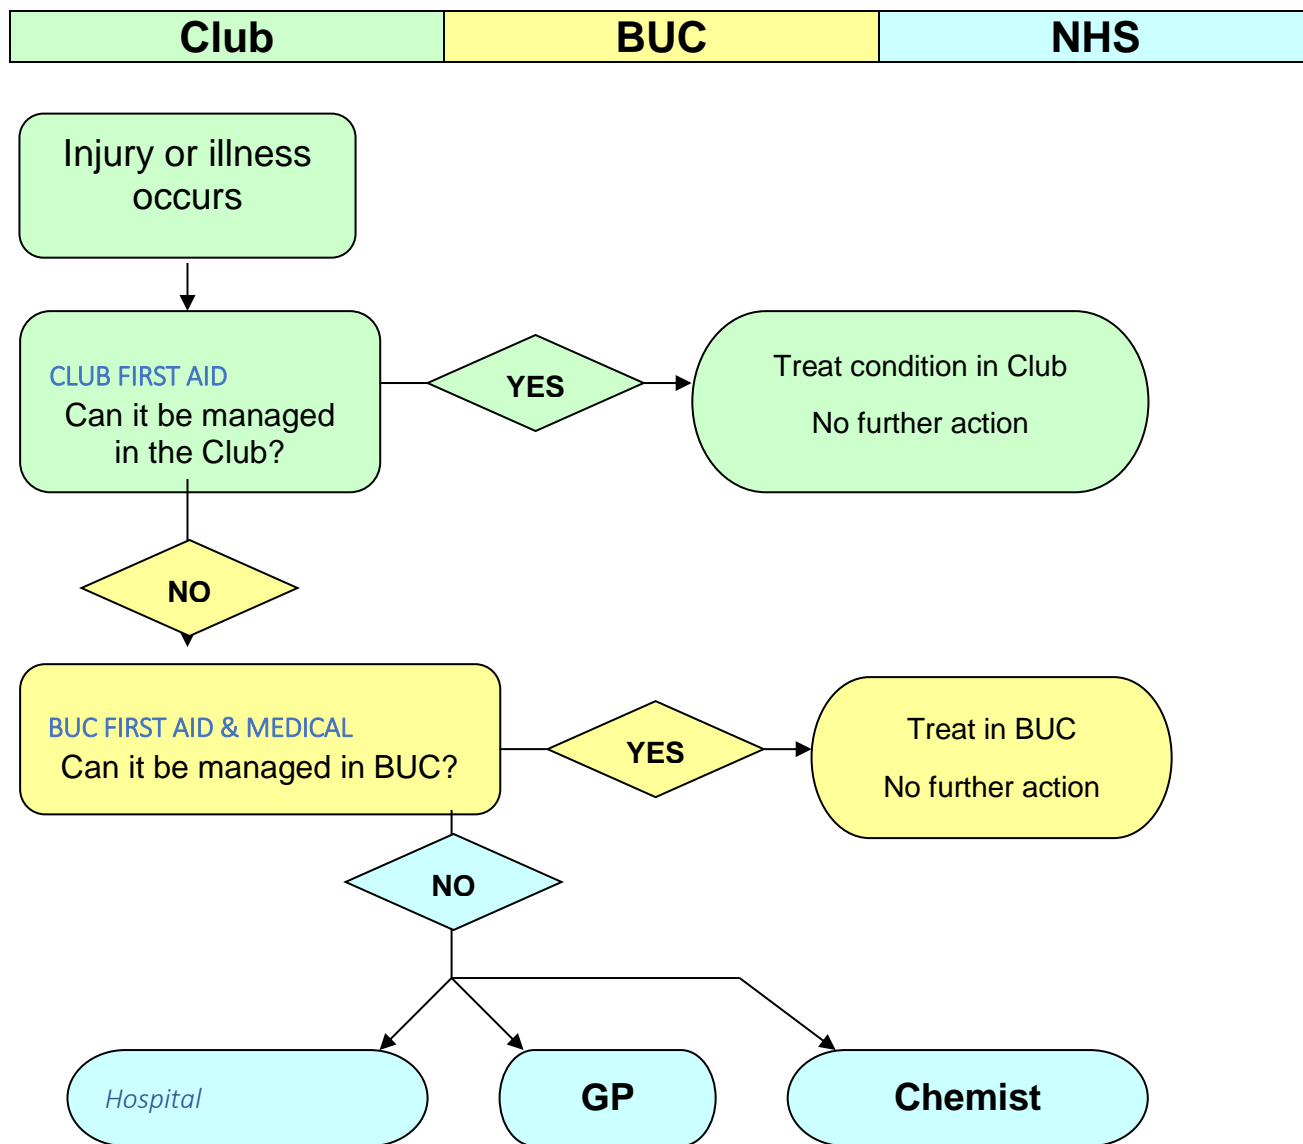 Club BUC NHS
Injury or illness
occurs
CLUB FIRST AID
Can it be managed
in the Club?
YES
Treat condition in Club
No further action
NO
BUC FIRST AID & MEDICAL
Can it be managed in BUC?
YES
Treat in BUC
No further action
NO
Hospital
GP
Chemist